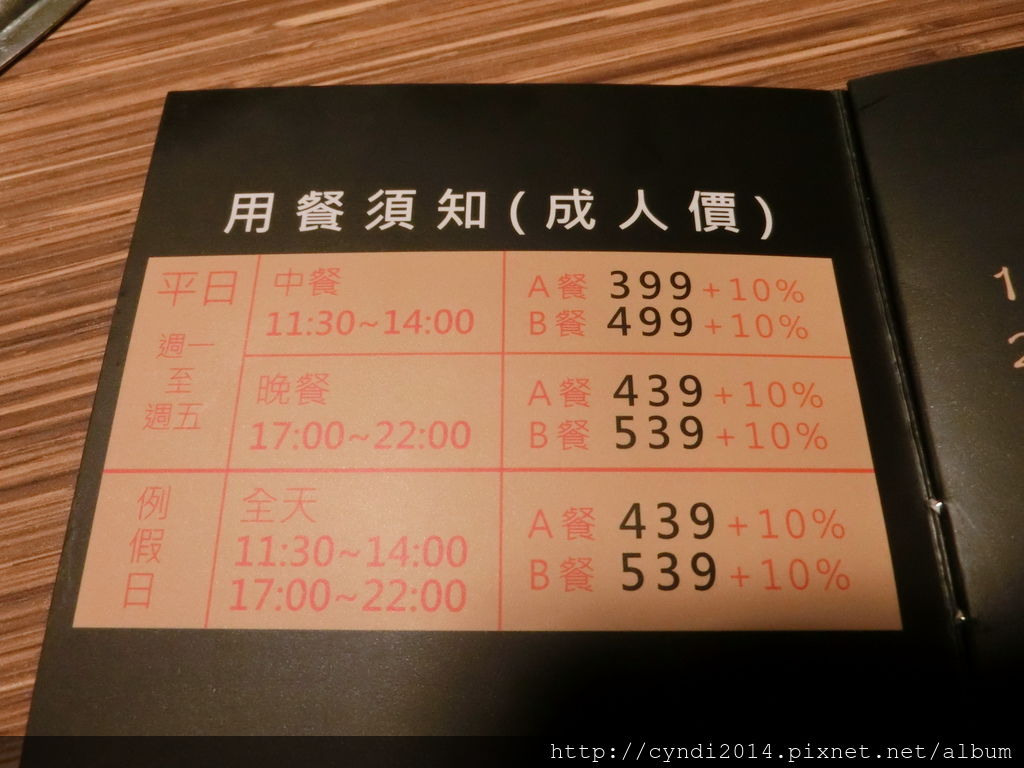 用餐須知(成人價)
平日
週一
至
週五
中餐
11:30~14:00
A餐 399+10%
B餐 499+10%
晚餐
17:00~22:00
A餐 439+10%
B餐 539+10%
例
假
日
全天
11:30~14:00
17:00~22:00
A餐 439+10%
B餐 539+10%
1
2
http://cyndi2014.pixnet.net/album